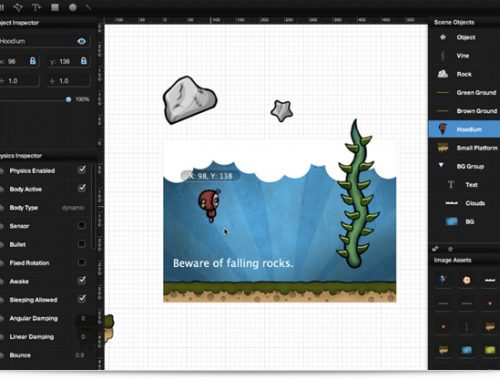 Object Inspector
Hoodlum
x: 98
y: 138
1.0
1.0
100%
Physics Inspector
Physics Enabled
Body Active
Body Type dynamic
Sensor
Bullet
Fixed Rotation
Awake
Sleeping Allowed
Angular Damping 0
Linear Damping 0
Bounce 0.9
X: 98, Y: 138
Beware of falling rocks.
Scene Objects
Object
Vine
Rock
Green Ground
Brown Ground
Hoodlum
Small Platform
BG Group
Text
Clouds
BG
Image Assets